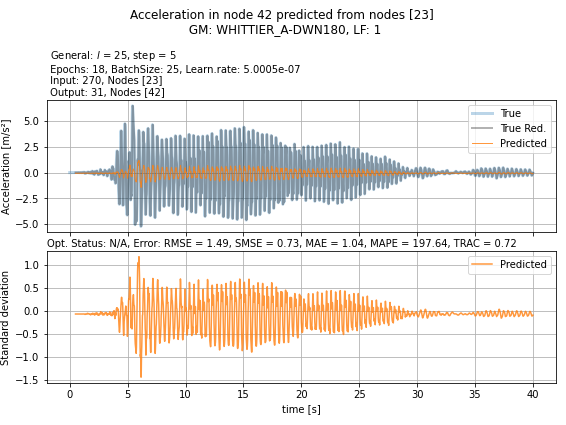 Acceleration in node 42 predicted from nodes [23]
GM: WHITTIER_A-DWN180, LF: 1
General: l = 25, step = 5
Epochs: 18, BatchSize: 25, Learn.rate: 5.0005e-07
Input: 270, Nodes [23]
Output: 31, Nodes [42]
Acceleration [m/s²]
5.0
2.5
0.0
−2.5
−5.0
True
True Red.
Predicted
Opt. Status: N/A, Error: RMSE = 1.49, SMSE = 0.73, MAE = 1.04, MAPE = 197.64, TRAC = 0.72
Standard deviation
1.0
0.5
0.0
−0.5
−1.0
−1.5
Predicted
0 5 10 15 20 25 30 35 40
time [s]